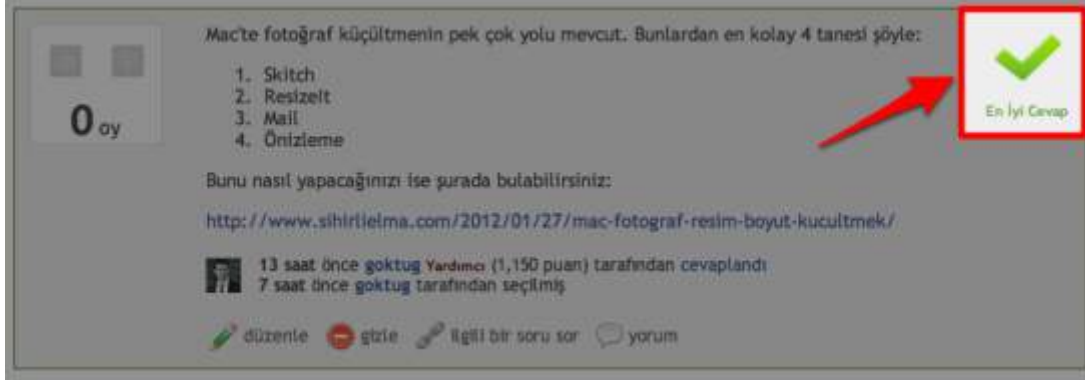 Mac'te fotoğraf küçültmenin pek çok yolu mevcut. Bunlardan en kolay 4 tanesi şöyle:
1. Skitch
2. ResizeIt
3. Mail
4. Önizleme
0 oy
En İyi Cevap
Bunu nasıl yapacağınızı ise şurada bulabilirsiniz:
http://www.sihirlielma.com/2012/01/27/mac-fotograf-resim-boyut-kucultmek/
13 saat önce goktug Yardımcı (1,150 puan) tarafından cevaplandı
7 saat önce goktug tarafından seçilmiş
düzenle gizle ilgili bir soru sor yorum